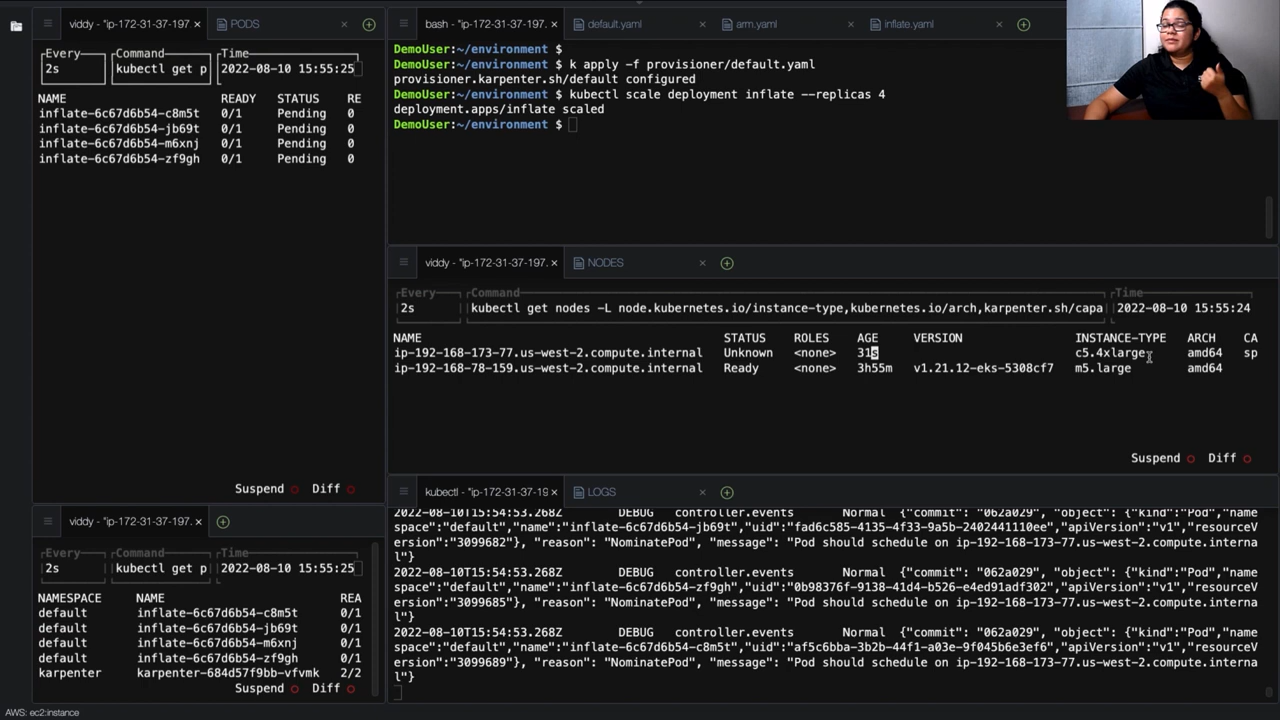 viddy - "ip-172-31-37-197. ×
PODS ×
Every Command Time
2s kubectl get p 2022-08-10 15:55:25
NAME READY STATUS RE
inflate-6c67d6b54-c8m5t 0/1 Pending 0
inflate-6c67d6b54-jb69t 0/1 Pending 0
inflate-6c67d6b54-m6xnj 0/1 Pending 0
inflate-6c67d6b54-zf9gh 0/1 Pending 0
Suspend Diff
viddy - "ip-172-31-37-197. ×
Every Command Time
2s kubectl get p 2022-08-10 15:55:25
NAMESPACE NAME REA
default inflate-6c67d6b54-c8m5t 0/1
default inflate-6c67d6b54-jb69t 0/1
default inflate-6c67d6b54-m6xnj 0/1
default inflate-6c67d6b54-zf9gh 0/1
karpenter karpenter-684d57f9bb-vfvmk 2/2
Suspend Diff
bash - "ip-172-31-37-197. × default.yaml × arm.yaml × inflate.yaml ×
DemoUser:~/environment $
DemoUser:~/environment $ k apply -f provisioner/default.yaml
provisioner.karpenter.sh/default configured
DemoUser:~/environment $ kubectl scale deployment inflate --replicas 4
deployment.apps/inflate scaled
DemoUser:~/environment $
viddy - "ip-172-31-37-197. × NODES ×
Every Command Time
2s kubectl get nodes -L node.kubernetes.io/instance-type,kubernetes.io/arch,karpenter.sh/capa 2022-08-10 15:55:24
NAME STATUS ROLES AGE VERSION INSTANCE-TYPE ARCH CA
ip-192-168-173-77.us-west-2.compute.internal Unknown <none> 31s c5.4xlarge amd64 sp
ip-192-168-78-159.us-west-2.compute.internal Ready <none> 3h55m v1.21.12-eks-5308cf7 m5.large amd64
Suspend Diff
kubectl - "ip-172-31-37-19 × LOGS ×
2022-08-10T15:54:53.268Z DEBUG controller.events Normal {"commit": "062a029", "object": {"kind":"Pod","name
space":"default","name":"inflate-6c67d6b54-jb69t","uid":"fad6c585-4135-4f33-9a5b-2402441110ee","apiVersion":"v1","resource
Version":"3099682"}, "reason": "NominatePod", "message": "Pod should schedule on ip-192-168-173-77.us-west-2.compute.interna
l"}
2022-08-10T15:54:53.268Z DEBUG controller.events Normal {"commit": "062a029", "object": {"kind":"Pod","name
space":"default","name":"inflate-6c67d6b54-zf9gh","uid":"0b98376f-9138-41d4-b526-e4ed91adf302","apiVersion":"v1","resource
Version":"3099685"}, "reason": "NominatePod", "message": "Pod should schedule on ip-192-168-173-77.us-west-2.compute.interna
l"}
2022-08-10T15:54:53.268Z DEBUG controller.events Normal {"commit": "062a029", "object": {"kind":"Pod","name
space":"default","name":"inflate-6c67d6b54-c8m5t","uid":"af5c6bba-3b2b-44f1-a03e-9f045b6e3ef6","apiVersion":"v1","resource
Version":"3099689"}, "reason": "NominatePod", "message": "Pod should schedule on ip-192-168-173-77.us-west-2.compute.interna
l"}
AWS: ec2:instance